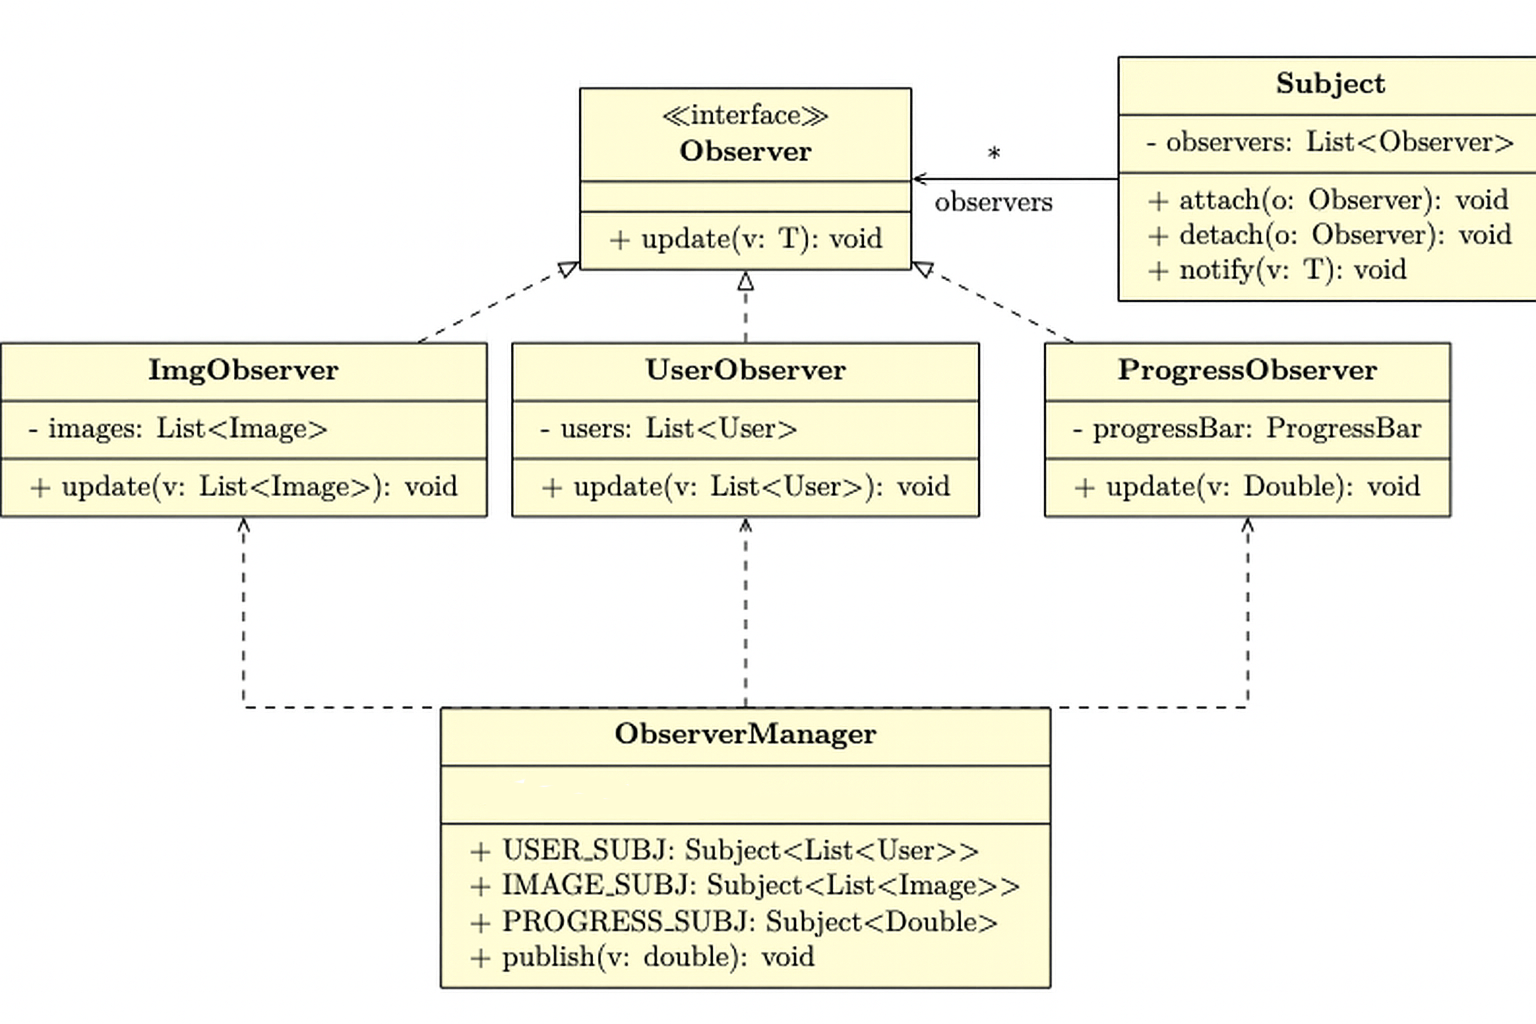 ≪interface≫
Observer
+ update(v: T): void
*
observers
Subject
- observers: List<Observer>
+ attach(o: Observer): void
+ detach(o: Observer): void
+ notify(v: T): void
ImgObserver
- images: List<Image>
+ update(v: List<Image>): void
UserObserver
- users: List<User>
+ update(v: List<User>): void
ProgressObserver
- progressBar: ProgressBar
+ update(v: Double): void
ObserverManager
+ USER_SUBJ: Subject<List<User>>
+ IMAGE_SUBJ: Subject<List<Image>>
+ PROGRESS_SUBJ: Subject<Double>
+ publish(v: double): void